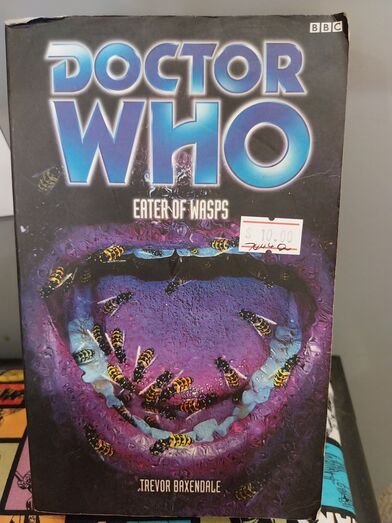 BBC
DOCTOR
WHO
EATER OF WASPS
$ 10.00
TREVOR BAXENDALE